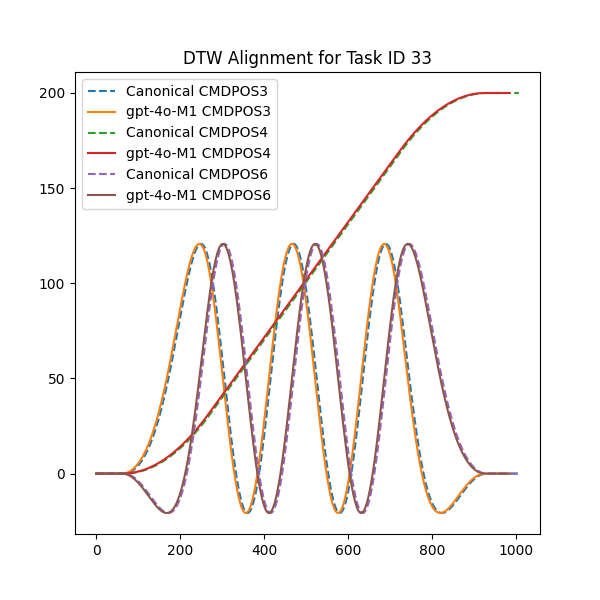 DTW Alignment for Task ID 33
Canonical CMDPOS3
gpt-4o-M1 CMDPOS3
Canonical CMDPOS4
gpt-4o-M1 CMDPOS4
Canonical CMDPOS6
gpt-4o-M1 CMDPOS6
200
150
100
50
0
0 200 400 600 800 1000